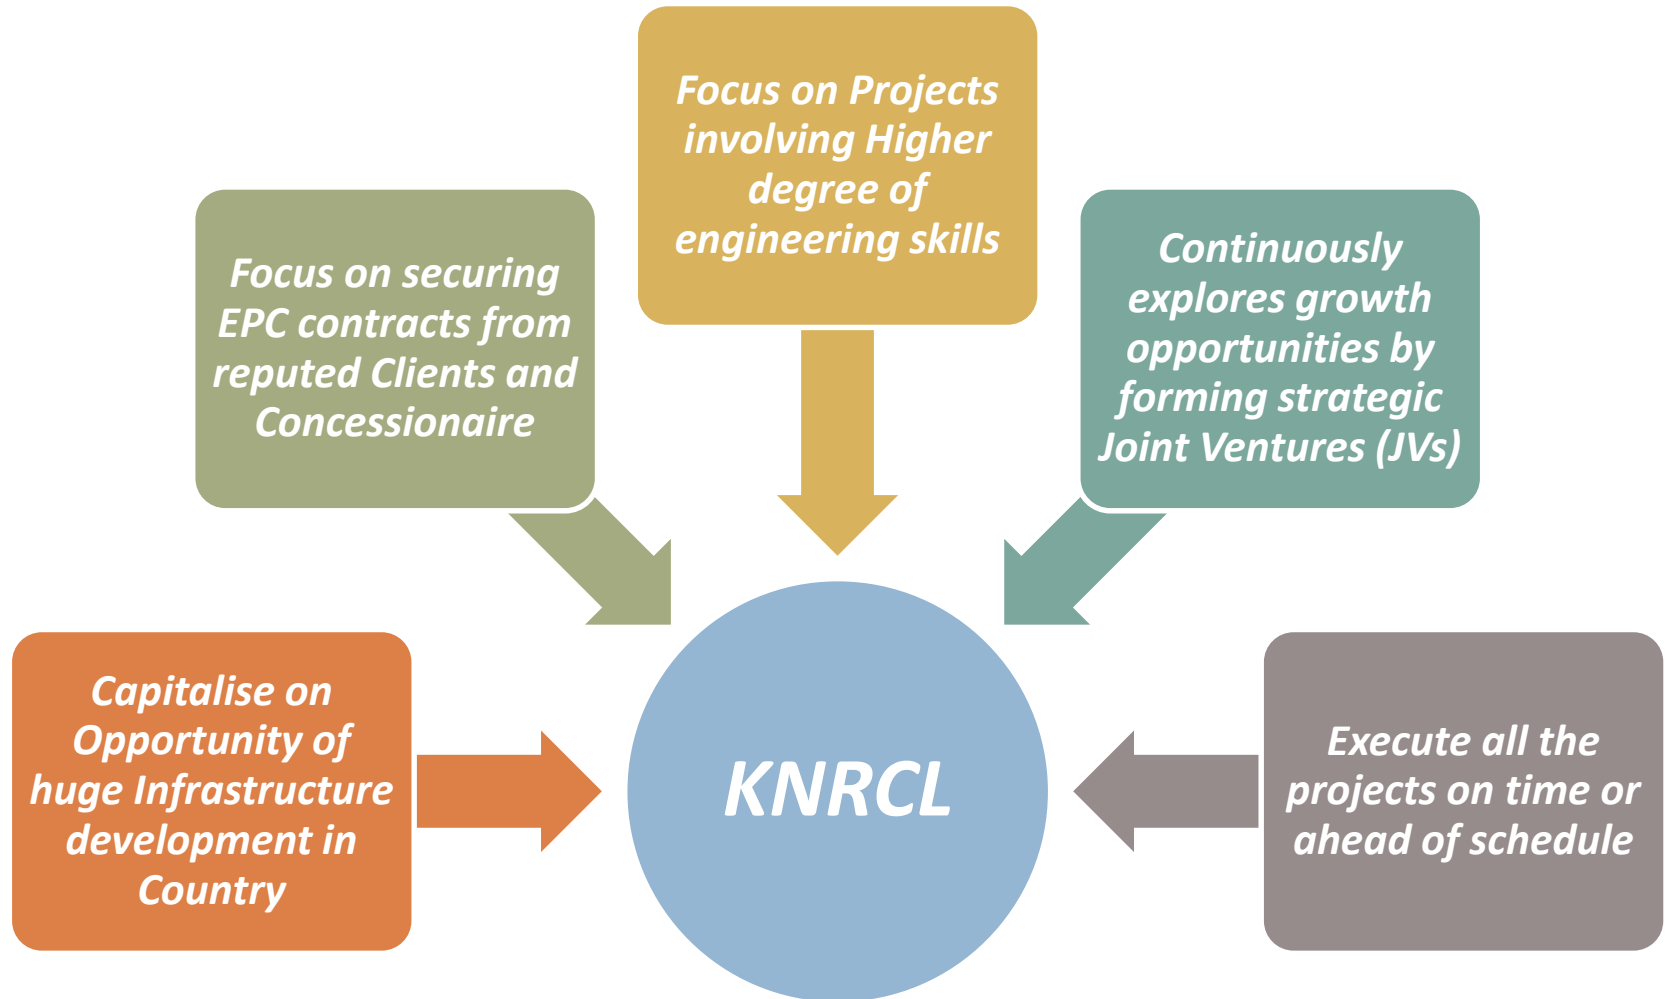 Focus on Projects
involving Higher
degree of
engineering skills
Focus on securing
EPC contracts from
reputed Clients and
Concessionaire
Continuously
explores growth
opportunities by
forming strategic
Joint Ventures (JVs)
Capitalise on
Opportunity of
huge Infrastructure
development in
Country
KNRCL
Execute all the
projects on time or
ahead of schedule